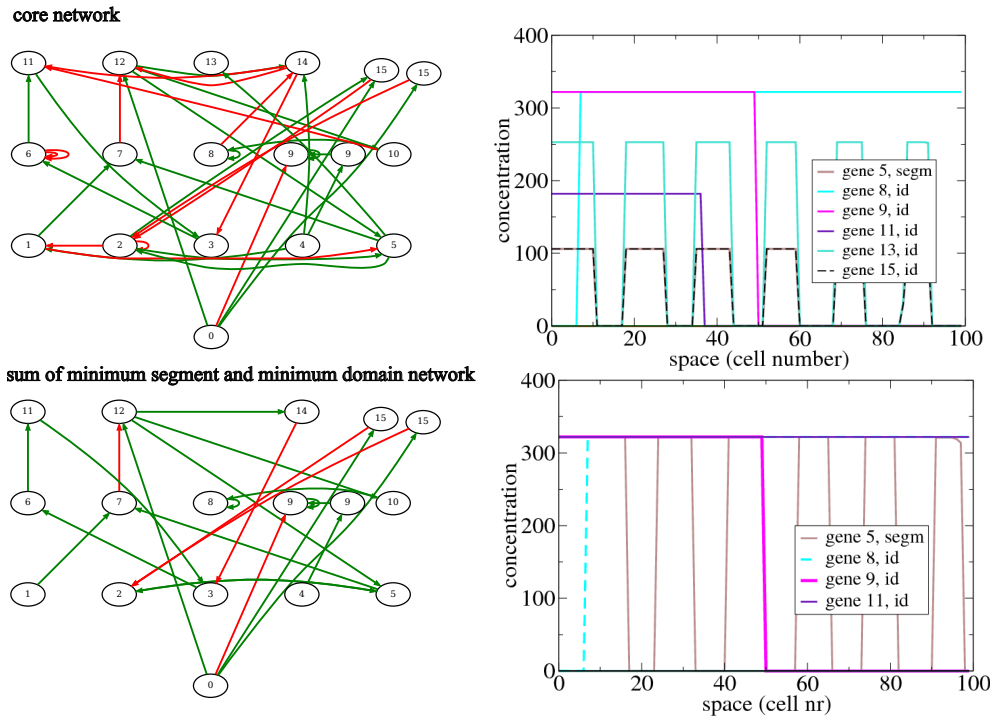 core network
11 12 13 14 15 15
6 7 8 9 9 10
1 2 3 4 5
0
400
300
200
100
0
0 20 40 60 80 100
concentration
space (cell number)
gene 5, segm
gene 8, id
gene 9, id
gene 11, id
gene 13, id
gene 15, id
sum of minimum segment and minimum domain network
11 12 14 15 15
6 7 8 9 9 10
1 2 3 4 5
0
400
300
200
100
0
0 20 40 60 80 100
concentration
space (cell nr)
gene 5, segm
gene 8, id
gene 9, id
gene 11, id